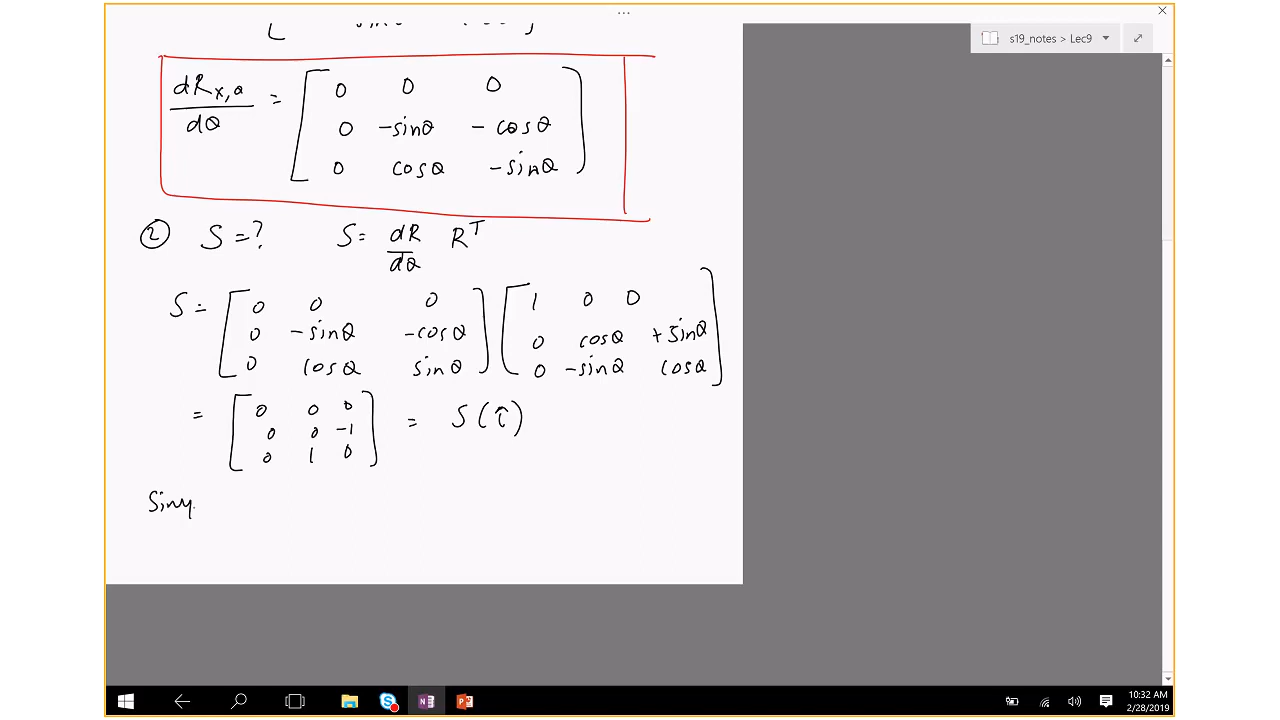 s19_notes > Lec9
dR_{x,θ}/dθ = [ 0 0 0
0 -sinθ -cosθ
0 cosθ -sinθ ]
② S = ? S = dR/dθ R^T
S = [ 0 0 0 ] [ 1 0 0 ]
[ 0 -sinθ -cosθ ] [ 0 cosθ +sinθ ]
[ 0 cosθ sinθ ] [ 0 -sinθ cosθ ]
= [ 0 0 0
0 0 -1
0 1 0 ] = S(î)
10:32 AM
2/28/2019